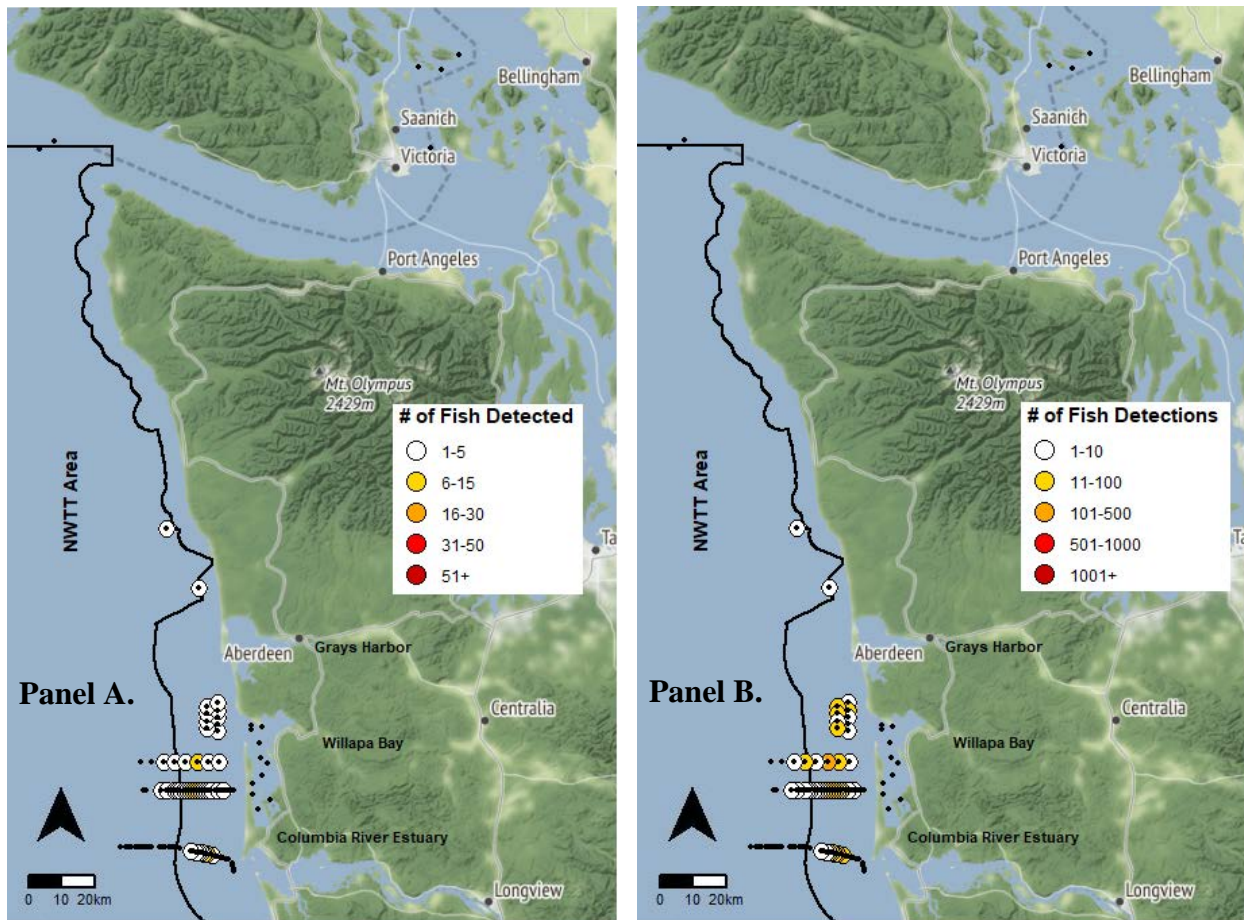 Bellingham
Saanich
Victoria
Port Angeles
Mt. Olympus
2429m
# of Fish Detected
1-5
6-15
16-30
31-50
51+
NWTT Area
Ta
Aberdeen
Grays Harbor
Panel A.
Centralia
Willapa Bay
Columbia River Estuary
Longview
0 10 20km
Bellingham
Saanich
Victoria
Port Angeles
Mt. Olympus
2429m
# of Fish Detections
1-10
11-100
101-500
501-1000
1001+
NWTT Area
Ta
Aberdeen
Grays Harbor
Panel B.
Centralia
Willapa Bay
Columbia River Estuary
Longview
0 10 20km